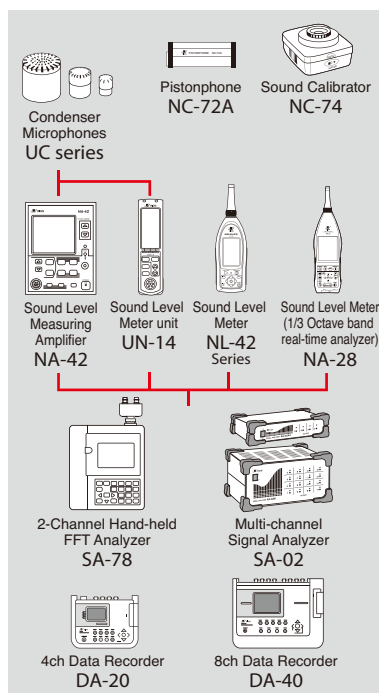 Condenser
Microphones
UC series
Pistonphone
NC-72A
Sound Calibrator
NC-74
Sound Level
Measuring
Amplifier
NA-42
Sound Level
Meter unit
UN-14
Sound Level
Meter
NL-42
Series
Sound Level Meter
(1/3 Octave band
real-time analyzer)
NA-28
2-Channel Hand-held
FFT Analyzer
SA-78
Multi-channel
Signal Analyzer
SA-02
4ch Data Recorder
DA-20
8ch Data Recorder
DA-40